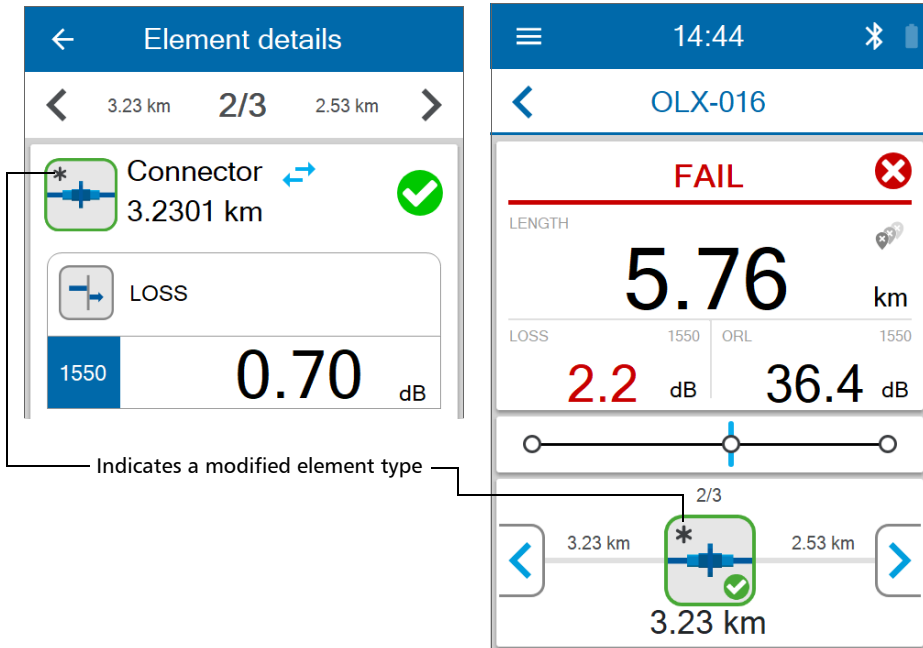 Element details
3.23 km 2/3 2.53 km
* Connector
3.2301 km
LOSS
1550 0.70 dB
Indicates a modified element type
14:44
OLX-016
FAIL
LENGTH
5.76 km
LOSS 1550 ORL 1550
2.2 dB 36.4 dB
2/3
3.23 km * 2.53 km
3.23 km